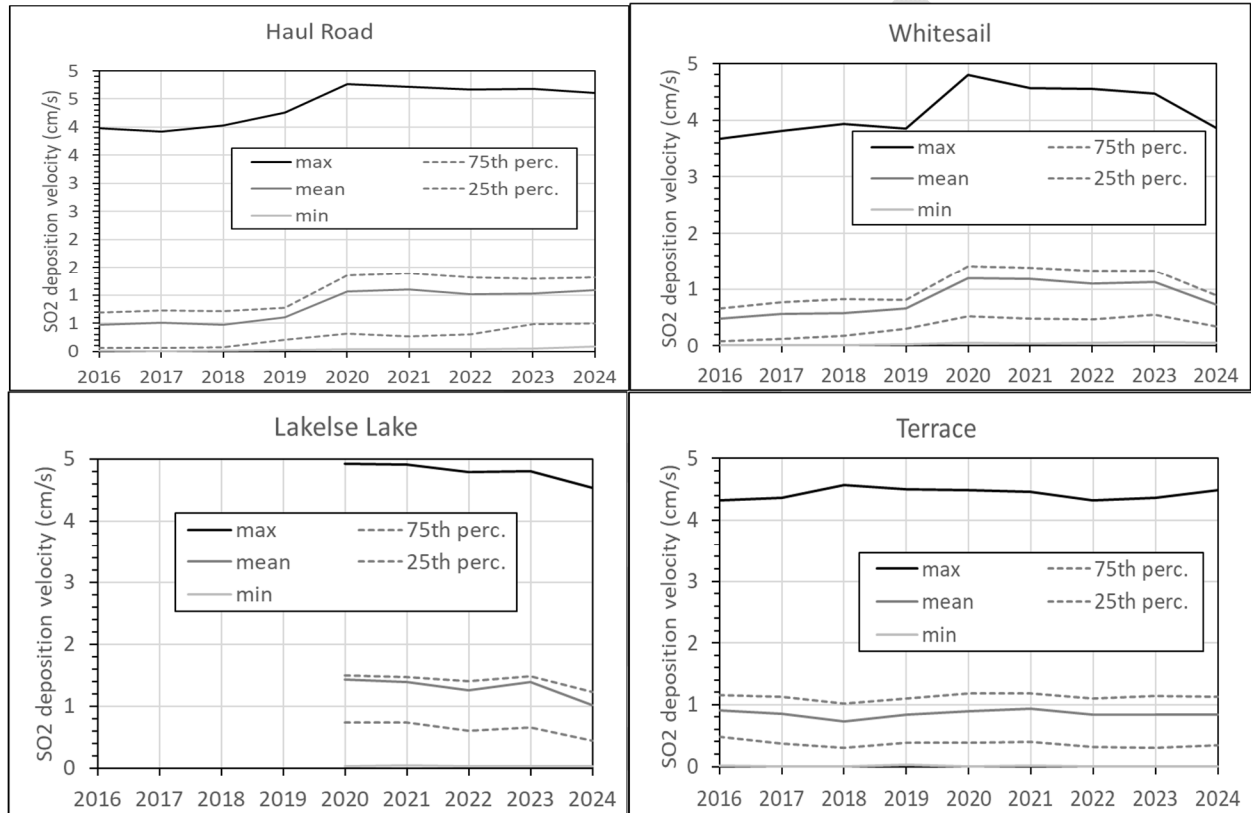 Haul Road
SO2 deposition velocity (cm/s)
5
5
4
4
3
3
2
2
1
1
0
max
75th perc.
mean
25th perc.
min
2016 2017 2018 2019 2020 2021 2022 2023 2024
Whitesail
SO2 deposition velocity (cm/s)
5
4
3
2
1
0
max
75th perc.
mean
25th perc.
min
2016 2017 2018 2019 2020 2021 2022 2023 2024
Lakelse Lake
SO2 deposition velocity (cm/s)
5
4
3
2
1
0
max
75th perc.
mean
25th perc.
min
2016 2017 2018 2019 2020 2021 2022 2023 2024
Terrace
SO2 deposition velocity (cm/s)
5
4
3
2
1
0
max
75th perc.
mean
25th perc.
min
2016 2017 2018 2019 2020 2021 2022 2023 2024